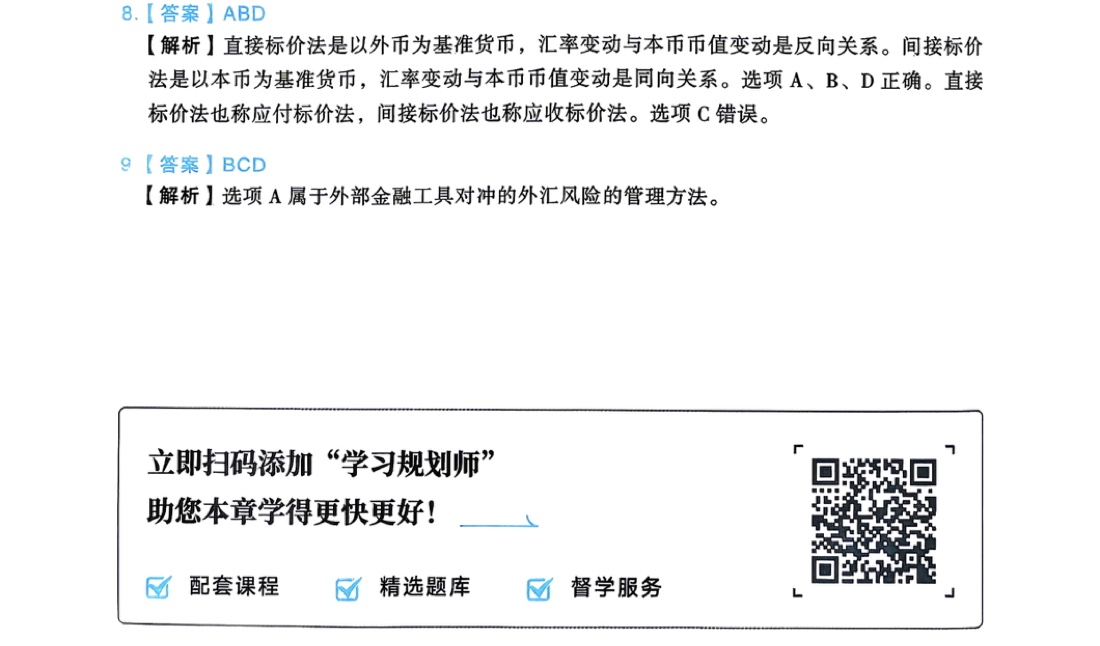 8.【答案】ABD
【解析】直接标价法是以外币为基准货币，汇率变动与本币币值变动是反向关系。间接标价
法是以本币为基准货币，汇率变动与本币币值变动是同向关系。选项 A、B、D 正确。直接
标价法也称应付标价法，间接标价法也称应收标价法。选项 C 错误。
9【答案】BCD
【解析】选项 A 属于外部金融工具对冲的外汇风险的管理方法。
立即扫码添加“学习规划师”
助您本章学得更快更好！
配套课程 精选题库 督学服务